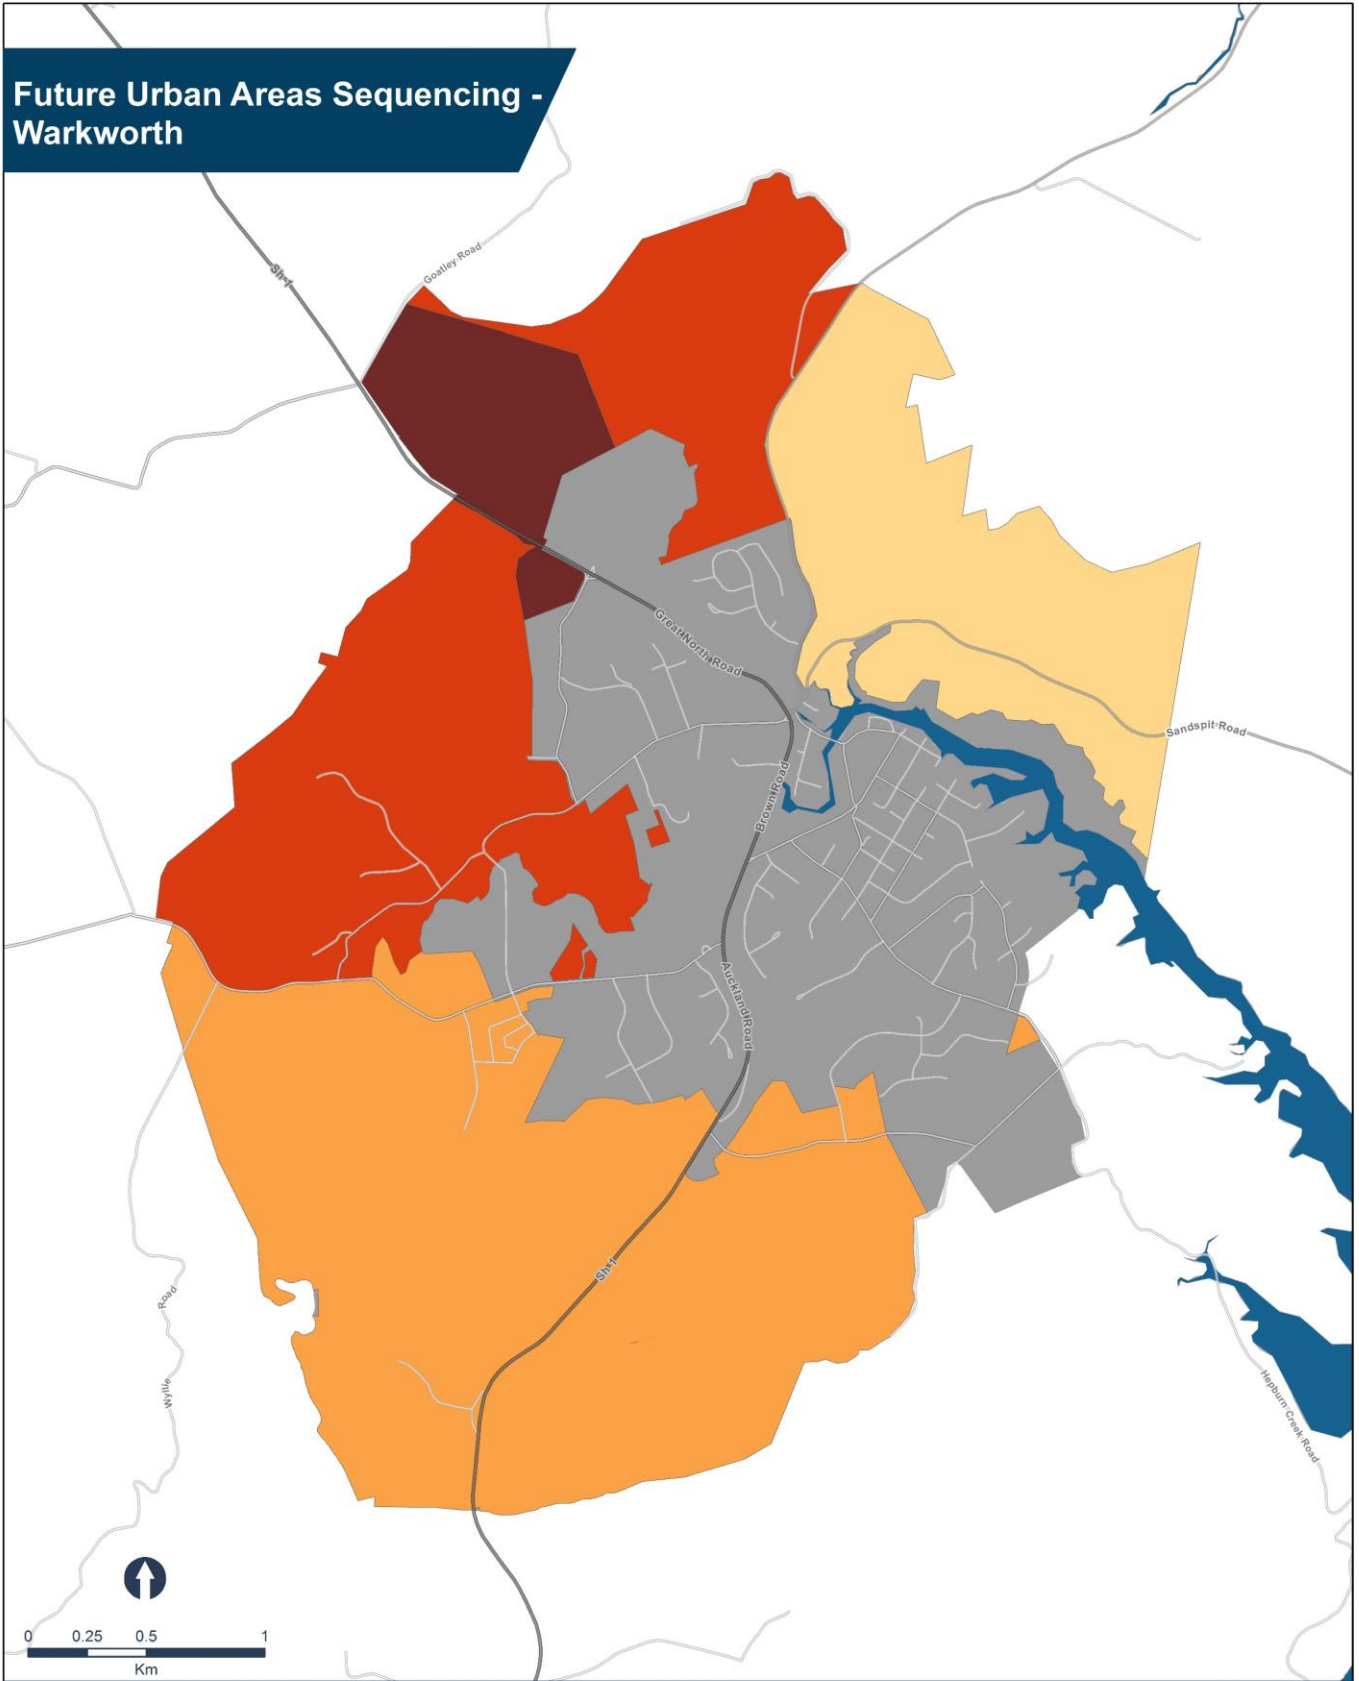 Future Urban Areas Sequencing -
Warkworth
Goatley Road
Sh-1
Great North Road
Sandspit Road
Brown Road
Auckland Road
Sh-1
Road
Wyllie
Hepburn Creek Road
0 0.25 0.5 1
Km